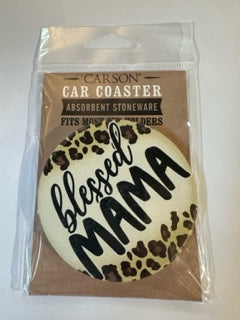 CARSON®
CAR COASTER
ABSORBENT STONEWARE
FITS MOST HOLDERS
blessed
MAMA